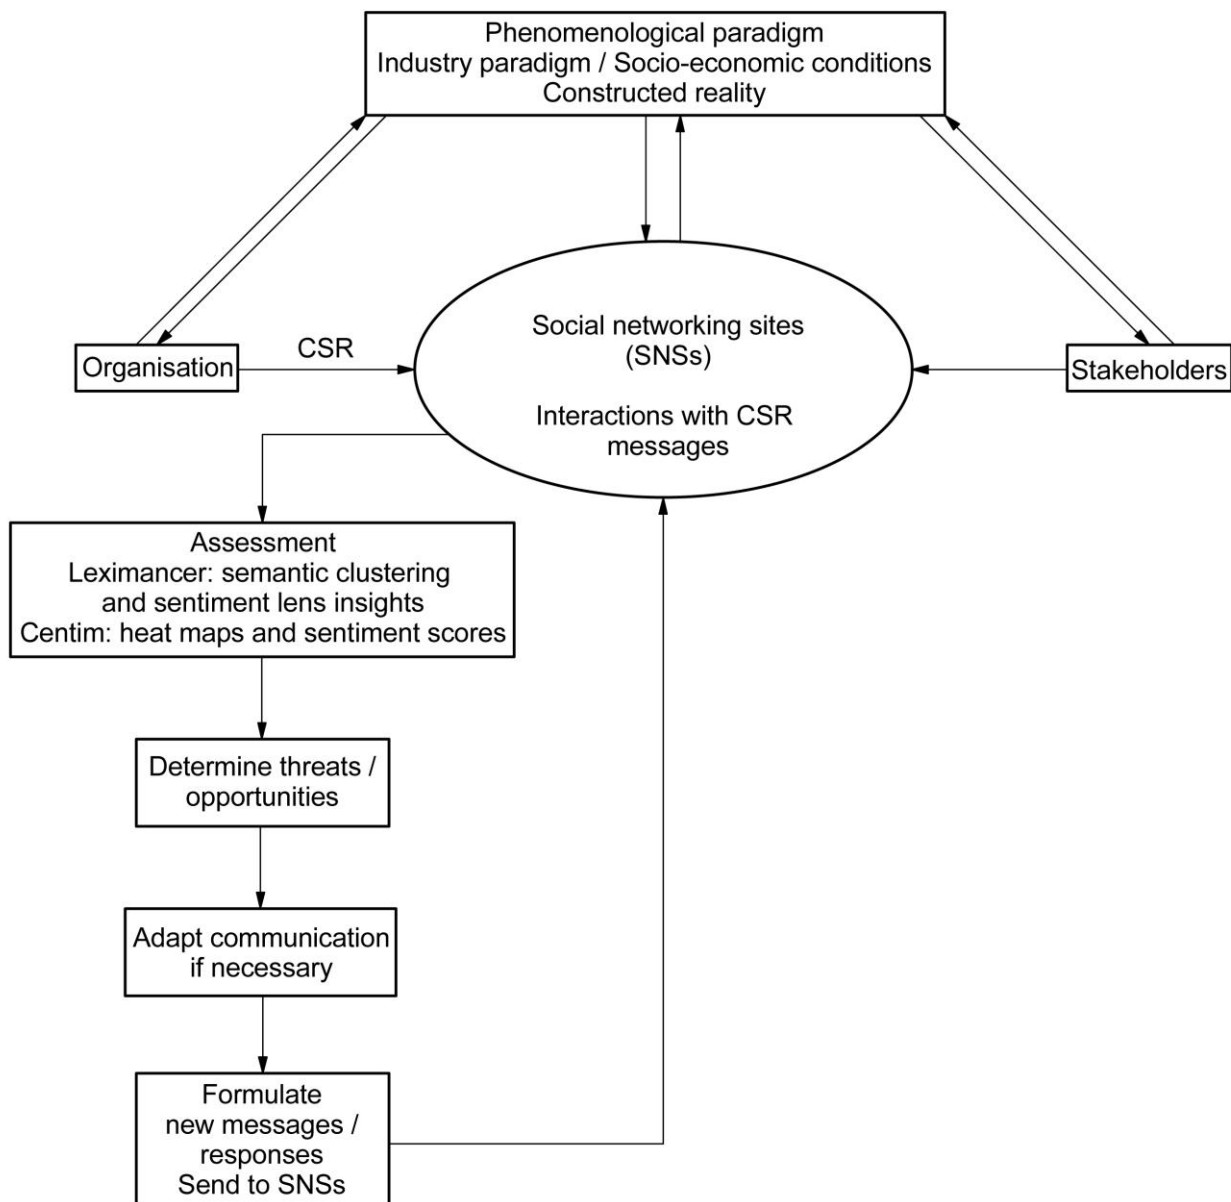 Phenomenological paradigm
Industry paradigm / Socio-economic conditions
Constructed reality
Organisation
CSR
Social networking sites
(SNSs)
Interactions with CSR
messages
Stakeholders
Assessment
Leximancer: semantic clustering
and sentiment lens insights
Centim: heat maps and sentiment scores
Determine threats /
opportunities
Adapt communication
if necessary
Formulate
new messages /
responses
Send to SNSs